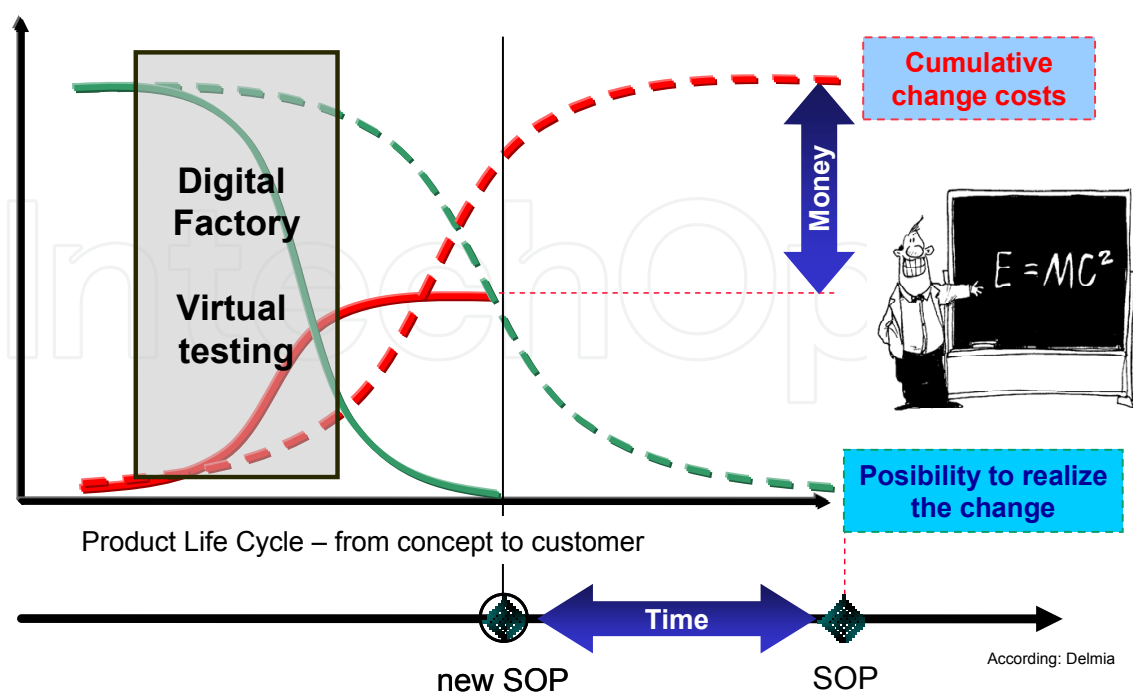 Cumulative
change costs
Digital
Factory
Virtual
testing
Money
E = MC²
Posibility to realize
the change
Product Life Cycle – from concept to customer
Time
new SOP
SOP
According: Delmia
IntechOp